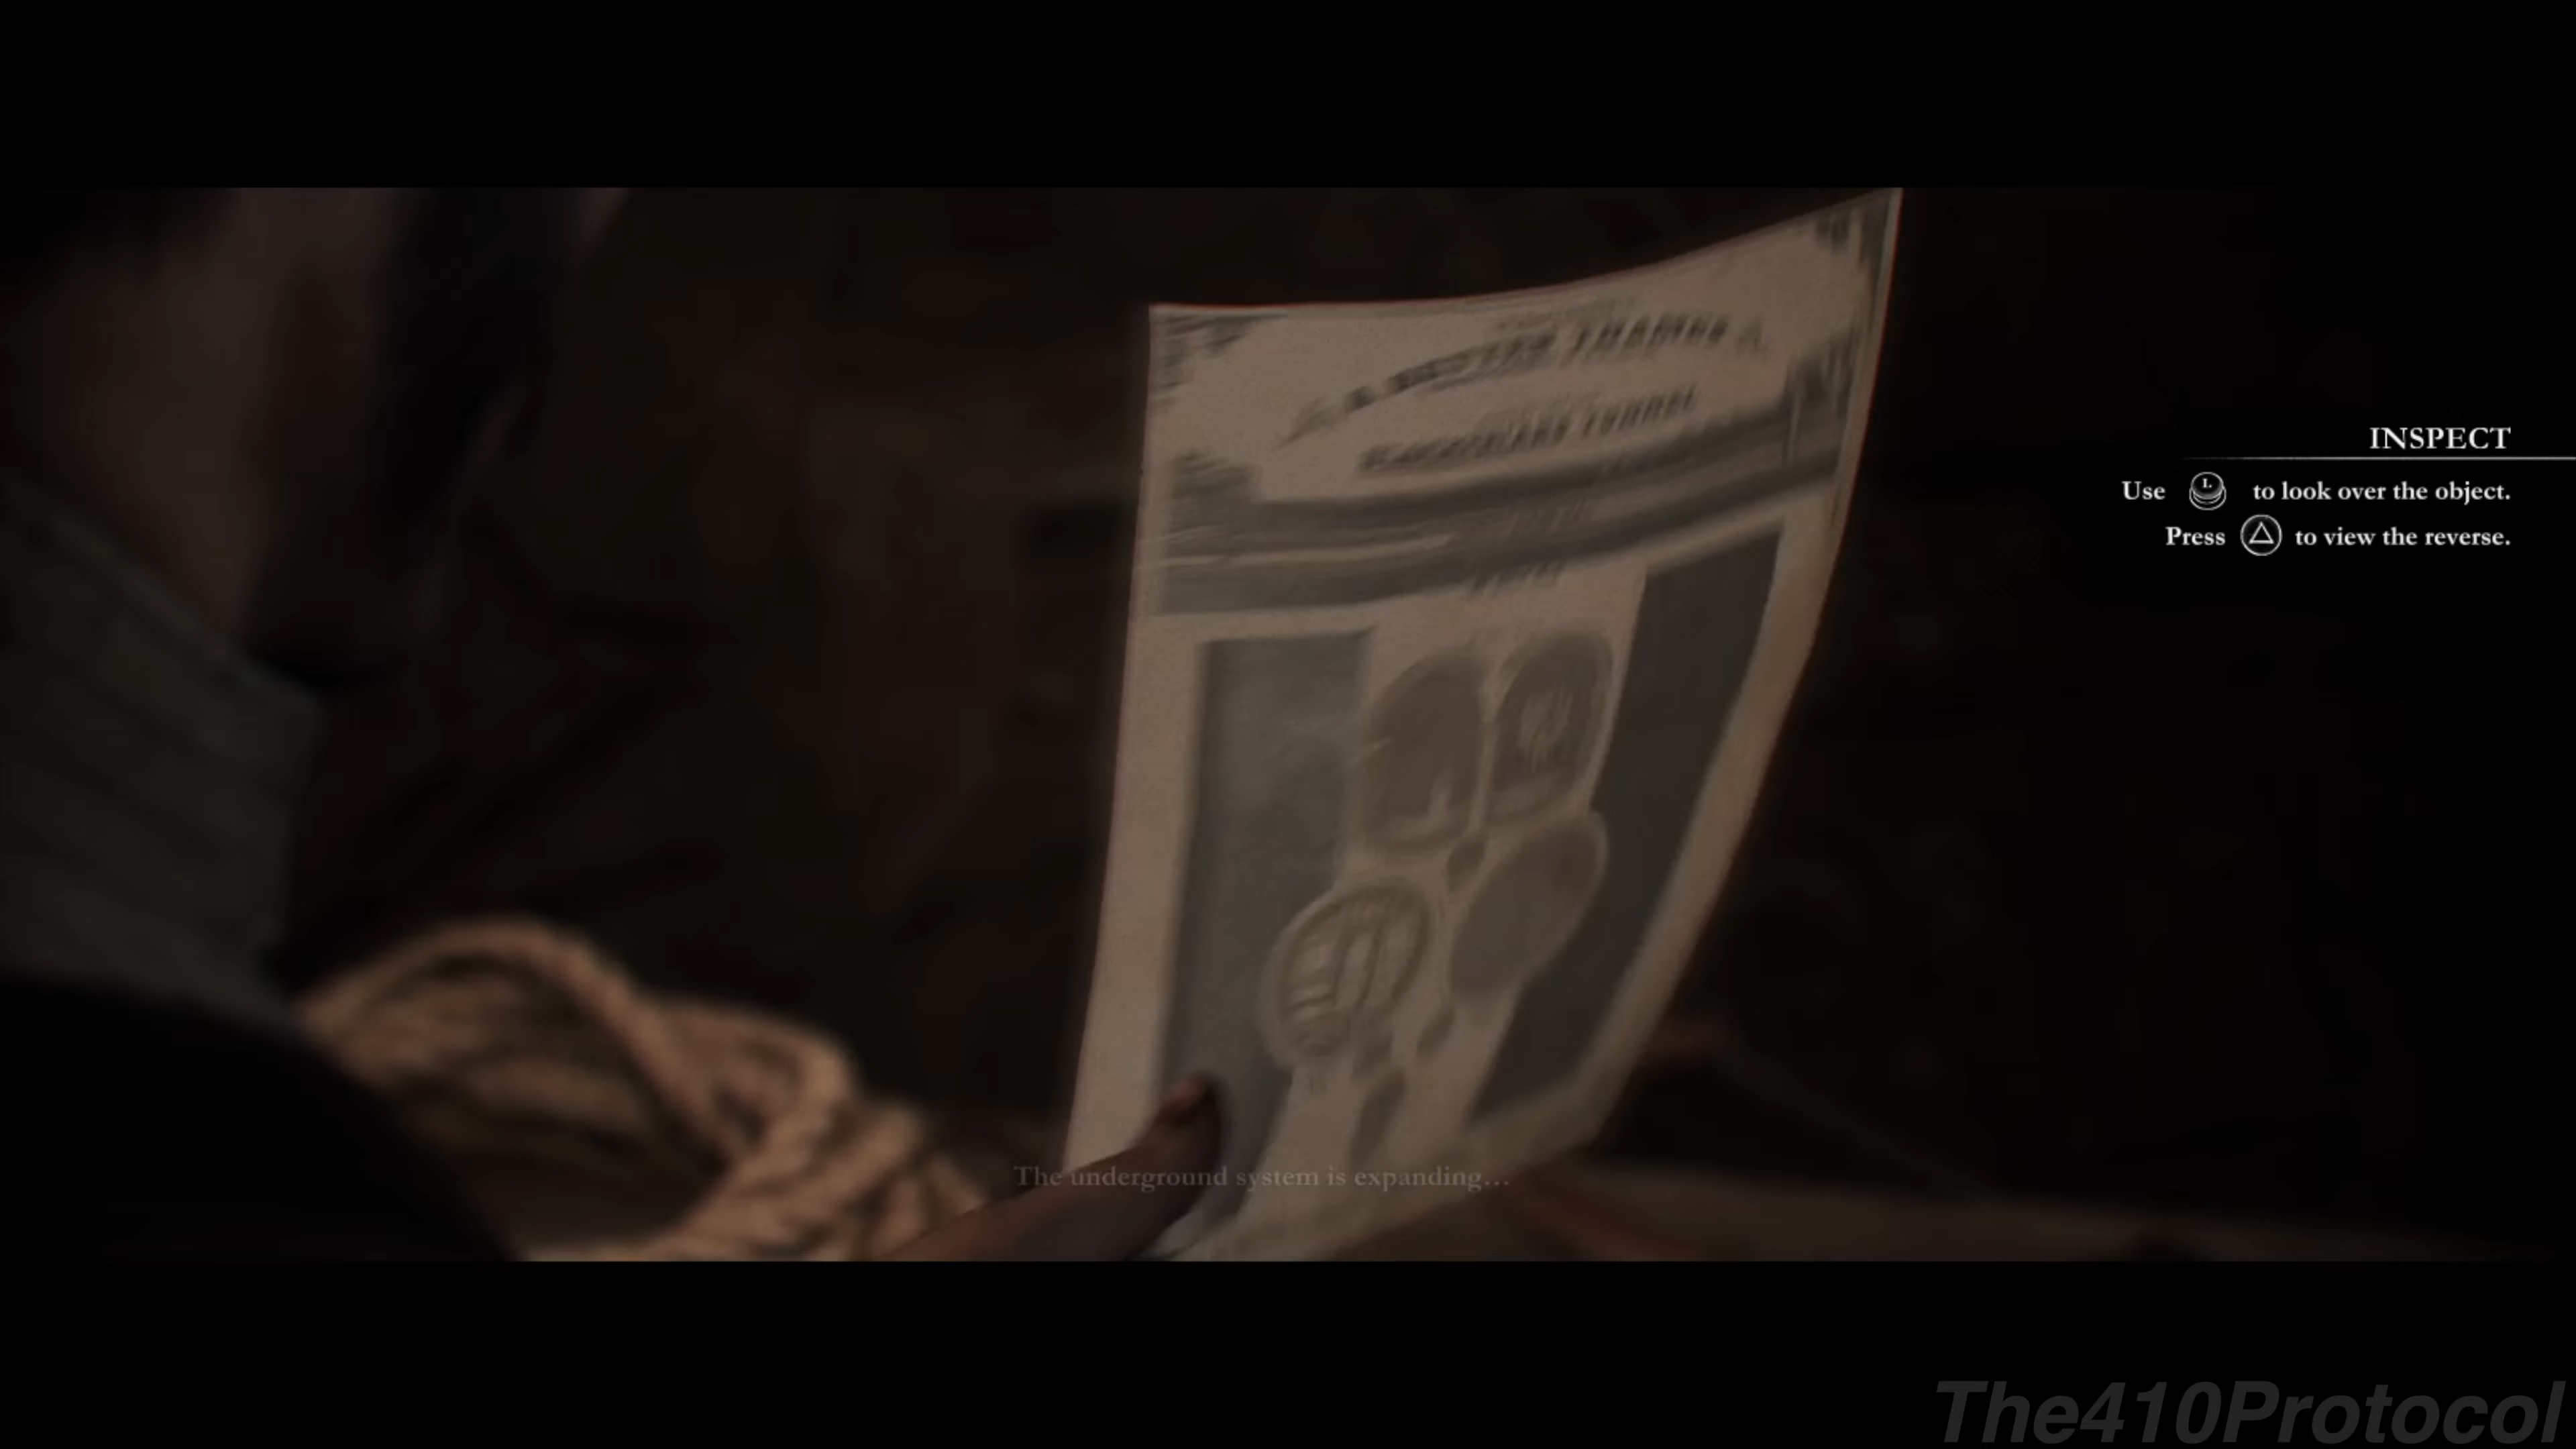 INSPECT
Use L to look over the object.
Press to view the reverse.
The underground system is expanding...
The410Protocol